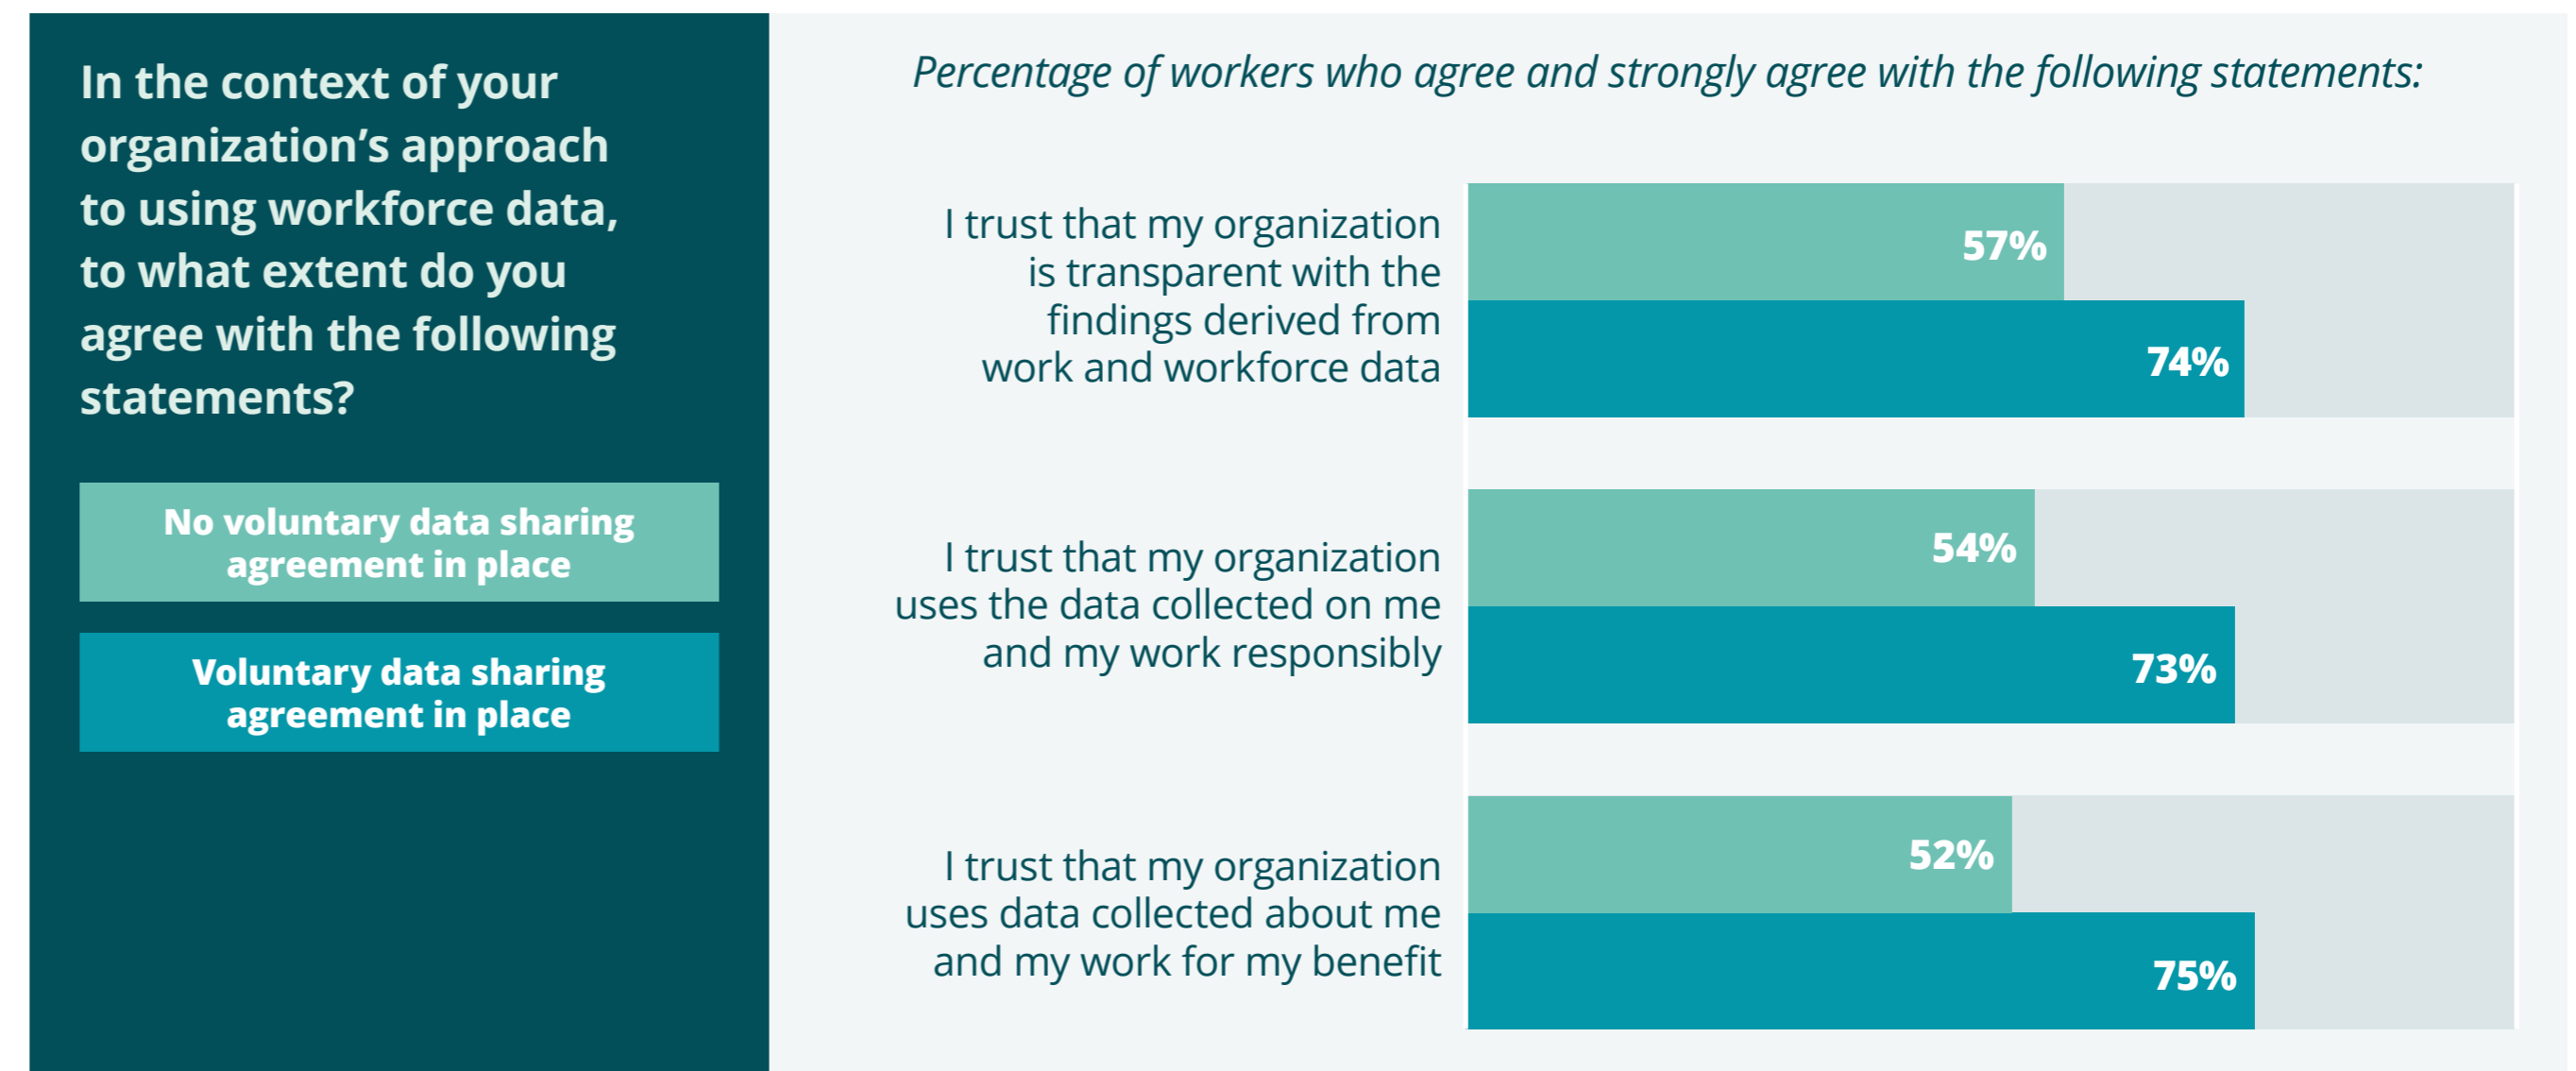 In the context of your
organization’s approach
to using workforce data,
to what extent do you
agree with the following
statements?
No voluntary data sharing
agreement in place
Voluntary data sharing
agreement in place
Percentage of workers who agree and strongly agree with the following statements:
I trust that my organization
is transparent with the
findings derived from
work and workforce data
57%
74%
I trust that my organization
uses the data collected on me
and my work responsibly
54%
73%
I trust that my organization
uses data collected about me
and my work for my benefit
52%
75%